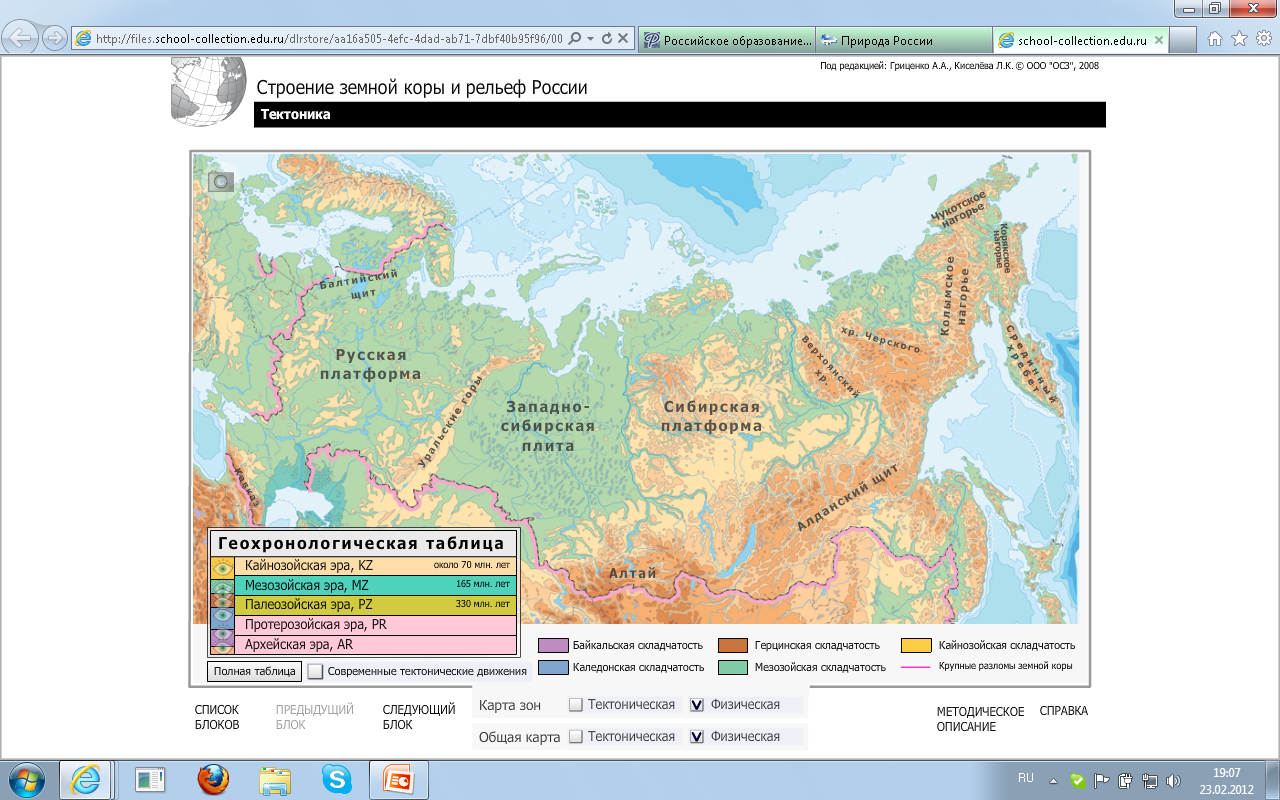 http://files.school-collection.edu.ru/dlrstore/aa16a505-4efc-4dad-ab71-7dbf40b95f96/00
Российское образование...
Природа России
school-collection.edu.ru
Под редакцией: Гриценко А.А., Киселёва Л.К. © ООО "ОСЗ", 2008
Строение земной коры и рельеф России
Тектоника
Чукотское
нагорье
Корякское
нагорье
Колымское
нагорье
Балтийский
щит
хр. Черского
Верхоянский
хр.
Срединный
хребет
Русская
платформа
Уральские горы
Западно-
сибирская
плита
Сибирская
платформа
Кавказ
Алданский щит
Алтай
Геохронологическая таблица
Кайнозойская эра, KZ около 70 млн. лет
Мезозойская эра, MZ 165 млн. лет
Палеозойская эра, PZ 330 млн. лет
Протерозойская эра, PR
Архейская эра, AR
Полная таблица
Современные тектонические движения
Байкальская складчатость
Герцинская складчатость
Кайнозойская складчатость
Каледонская складчатость
Мезозойская складчатость
Крупные разломы земной коры
СПИСОК
БЛОКОВ
ПРЕДЫДУЩИЙ
БЛОК
СЛЕДУЮЩИЙ
БЛОК
Карта зон Тектоническая Физическая
Общая карта Тектоническая Физическая
МЕТОДИЧЕСКОЕ
ОПИСАНИЕ
СПРАВКА
RU
19:07
23.02.2012